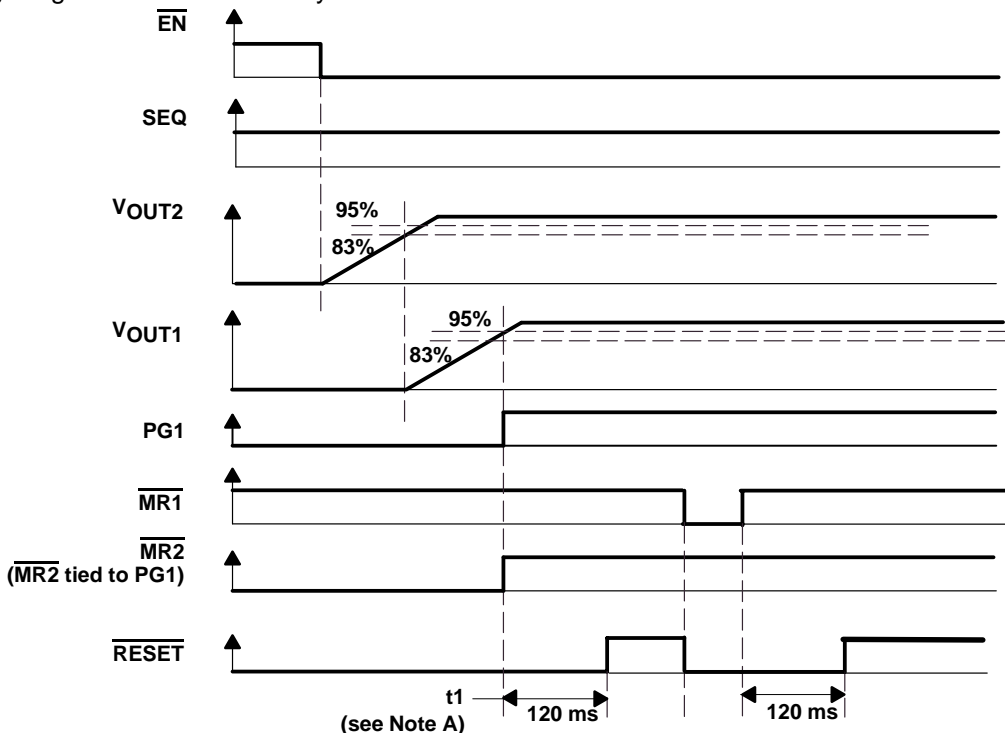 EN
SEQ
VOUT2
95%
83%
VOUT1
95%
83%
PG1
MR1
MR2
(MR2 tied to PG1)
RESET
t1
(see Note A)
120 ms
120 ms